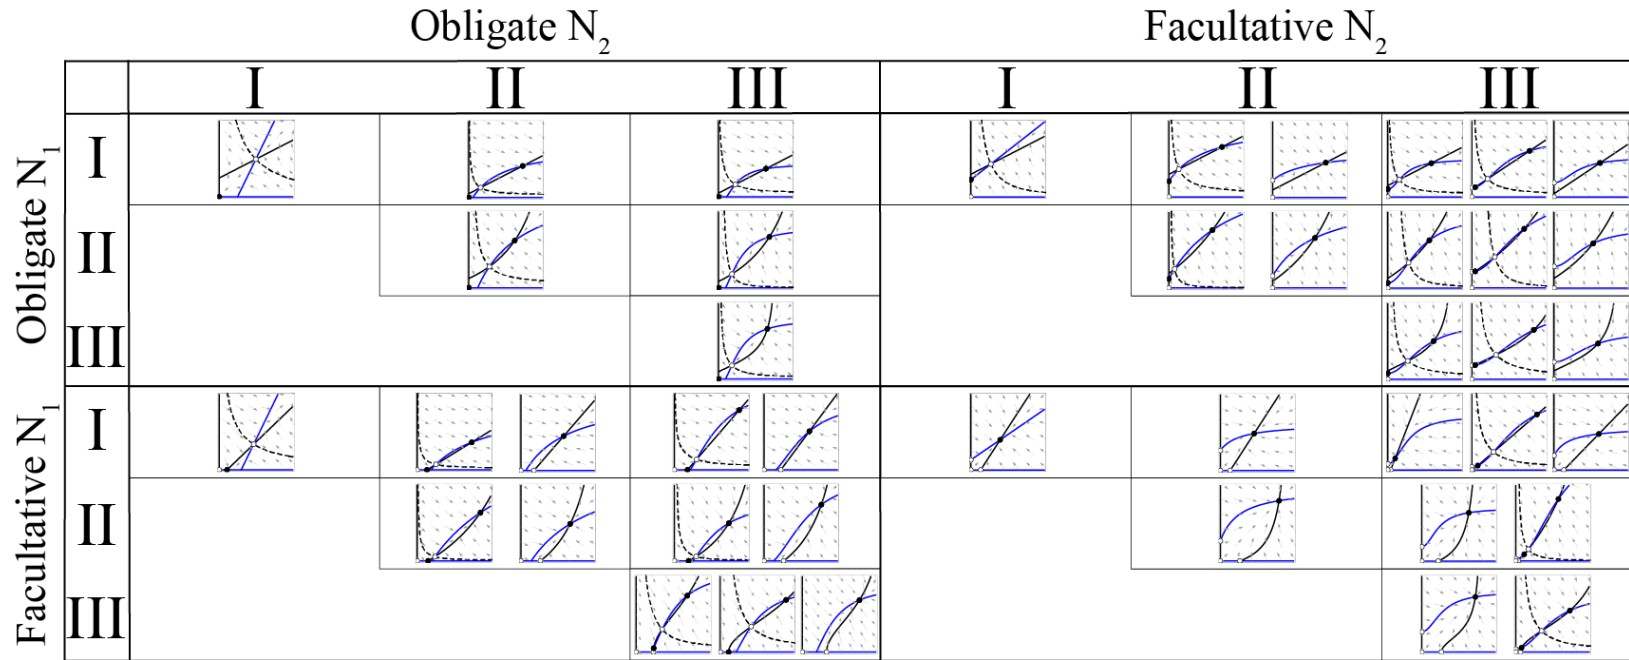 Obligate N₂ Facultative N₂
I II III I II III
Obligate N₁
I
II
III
Facultative N₁
I
II
III